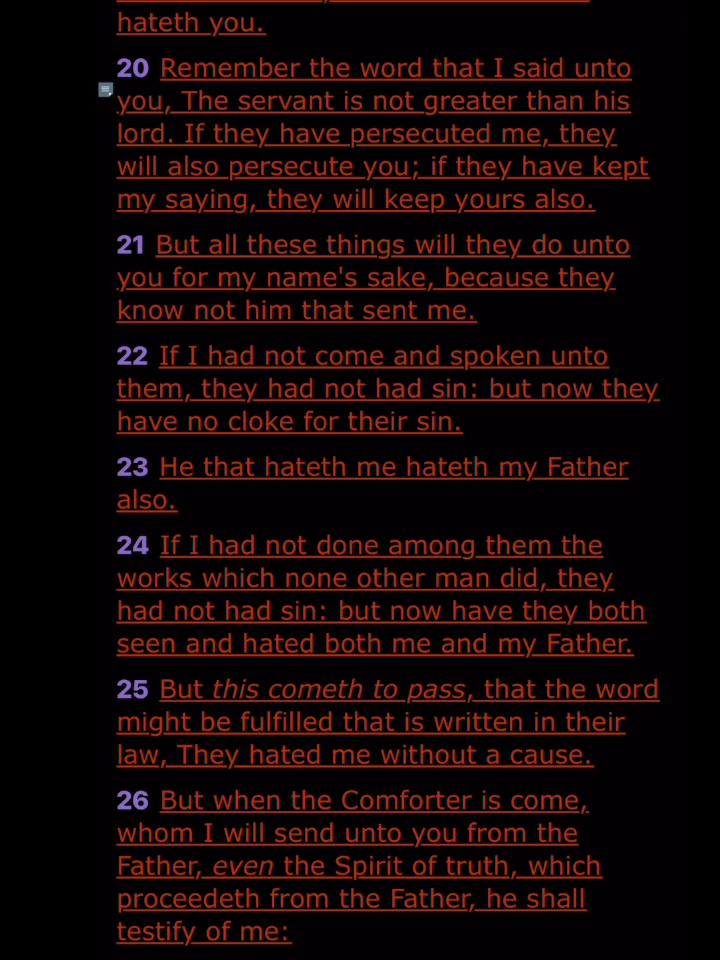 hateth you.
20 Remember the word that I said unto
you, The servant is not greater than his
lord. If they have persecuted me, they
will also persecute you; if they have kept
my saying, they will keep yours also.
21 But all these things will they do unto
you for my name's sake, because they
know not him that sent me.
22 If I had not come and spoken unto
them, they had not had sin: but now they
have no cloke for their sin.
23 He that hateth me hateth my Father
also.
24 If I had not done among them the
works which none other man did, they
had not had sin: but now have they both
seen and hated both me and my Father.
25 But this cometh to pass, that the word
might be fulfilled that is written in their
law, They hated me without a cause.
26 But when the Comforter is come,
whom I will send unto you from the
Father, even the Spirit of truth, which
proceedeth from the Father, he shall
testify of me: